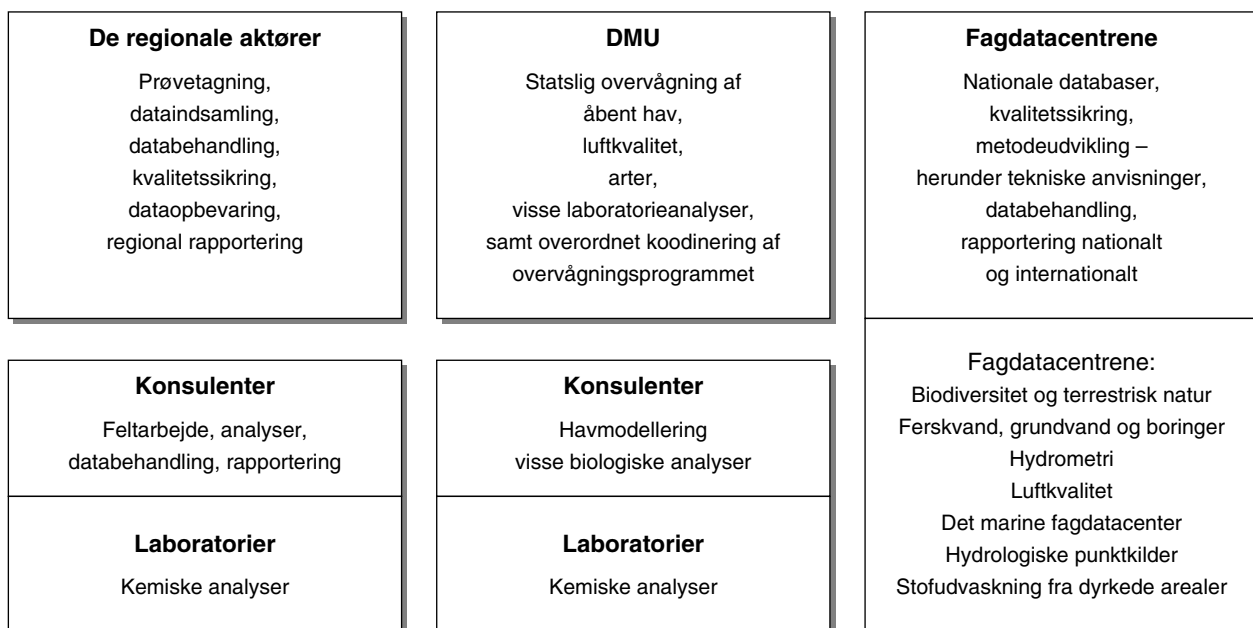 De regionale aktører
Prøvetagning,
dataindsamling,
databehandling,
kvalitetssikring,
dataopbevaring,
regional rapportering
DMU
Statslig overvågning af
åbent hav,
luftkvalitet,
arter,
visse laboratorieanalyser,
samt overordnet koodinering af
overvågningsprogrammet
Fagdatacentrene
Nationale databaser,
kvalitetssikring,
metodeudvikling –
herunder tekniske anvisninger,
databehandling,
rapportering nationalt
og internationalt
Konsulenter
Feltarbejde, analyser,
databehandling, rapportering
Laboratorier
Kemiske analyser
Konsulenter
Havmodellering
visse biologiske analyser
Laboratorier
Kemiske analyser
Fagdatacentrene:
Biodiversitet og terrestrisk natur
Ferskvand, grundvand og boringer
Hydrometri
Luftkvalitet
Det marine fagdatacenter
Hydrologiske punktkilder
Stofudvaskning fra dyrkede arealer